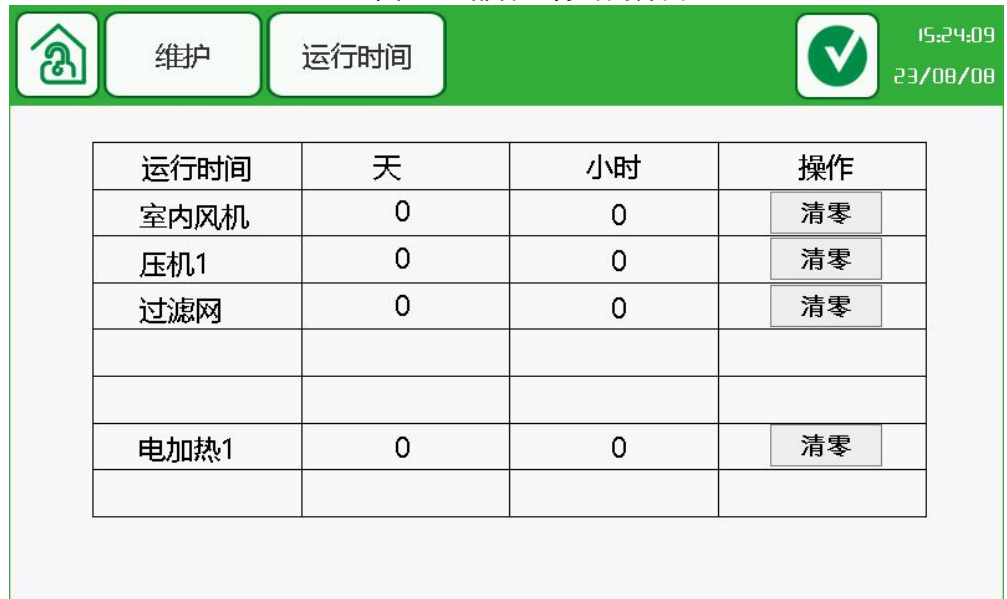 维护 运行时间 15:24:09
23/08/08
运行时间 天 小时 操作
室内风机 0 0 清零
压机1 0 0 清零
过滤网 0 0 清零
电加热1 0 0 清零